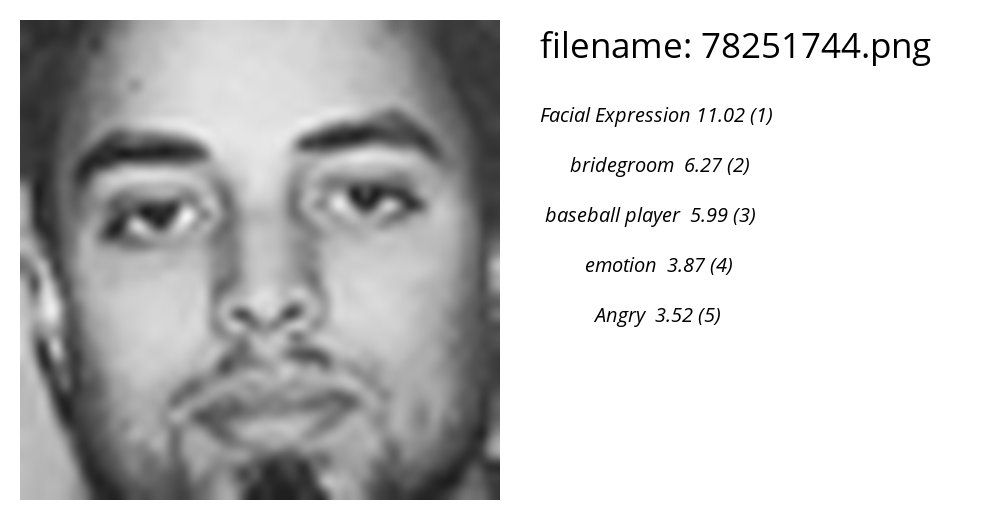 filename: 78251744.png
Facial Expression 11.02 (1)
bridegroom 6.27 (2)
baseball player 5.99 (3)
emotion 3.87 (4)
Angry 3.52 (5)